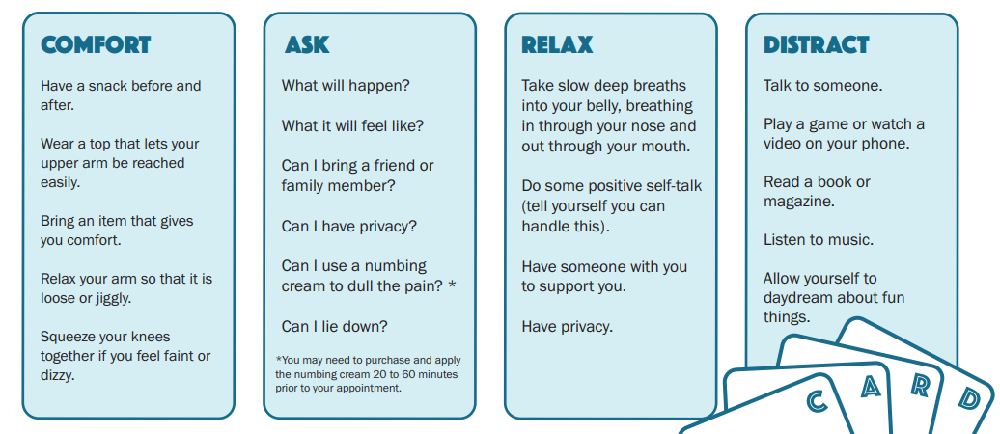 COMFORT
Have a snack before and
after.
Wear a top that lets your
upper arm be reached
easily.
Bring an item that gives
you comfort.
Relax your arm so that it is
loose or jiggly.
Squeeze your knees
together if you feel faint or
dizzy.
ASK
What will happen?
What it will feel like?
Can I bring a friend or
family member?
Can I have privacy?
Can I use a numbing
cream to dull the pain? *
Can I lie down?
*You may need to purchase and apply
the numbing cream 20 to 60 minutes
prior to your appointment.
RELAX
Take slow deep breaths
into your belly, breathing
in through your nose and
out through your mouth.
Do some positive self-talk
(tell yourself you can
handle this).
Have someone with you
to support you.
Have privacy.
DISTRACT
Talk to someone.
Play a game or watch a
video on your phone.
Read a book or
magazine.
Listen to music.
Allow yourself to
daydream about fun
things.
C A R D